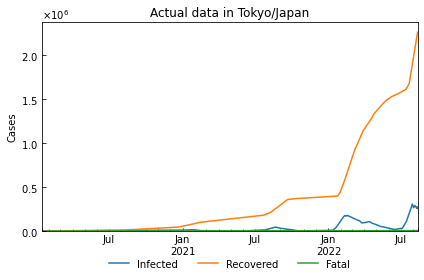 Actual data in Tokyo/Japan
×10⁶
2.0
1.5
1.0
0.5
0.0
Cases
Jul Jan Jul Jan Jul
2021 2022
Infected Recovered Fatal